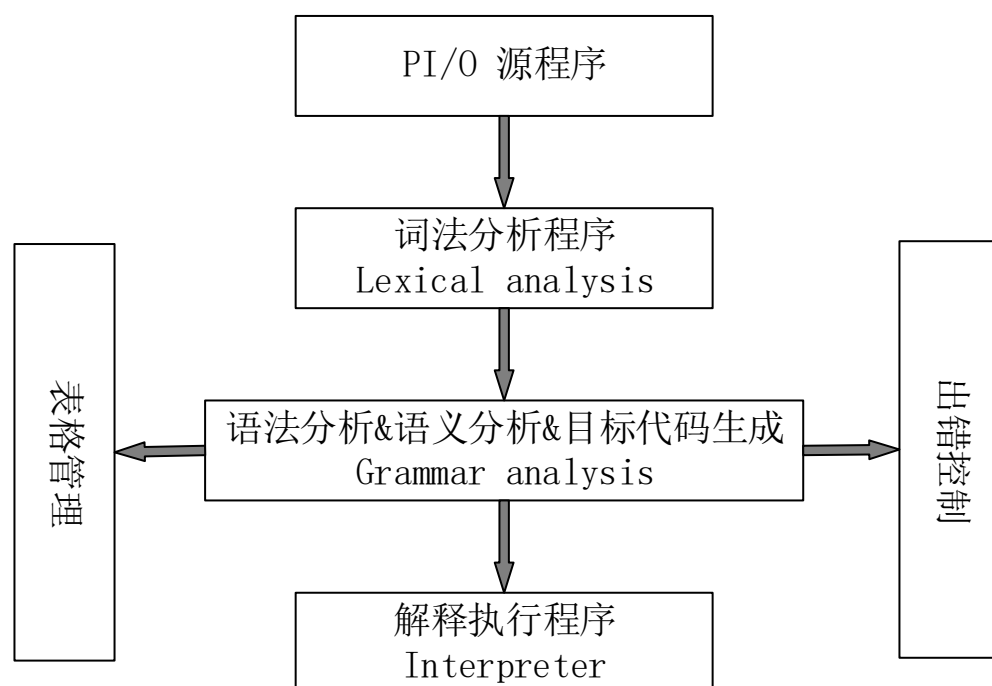 PI/0 源程序
词法分析程序
Lexical analysis
表格管理
语法分析&语义分析&目标代码生成
Grammar analysis
出错控制
解释执行程序
Interpreter